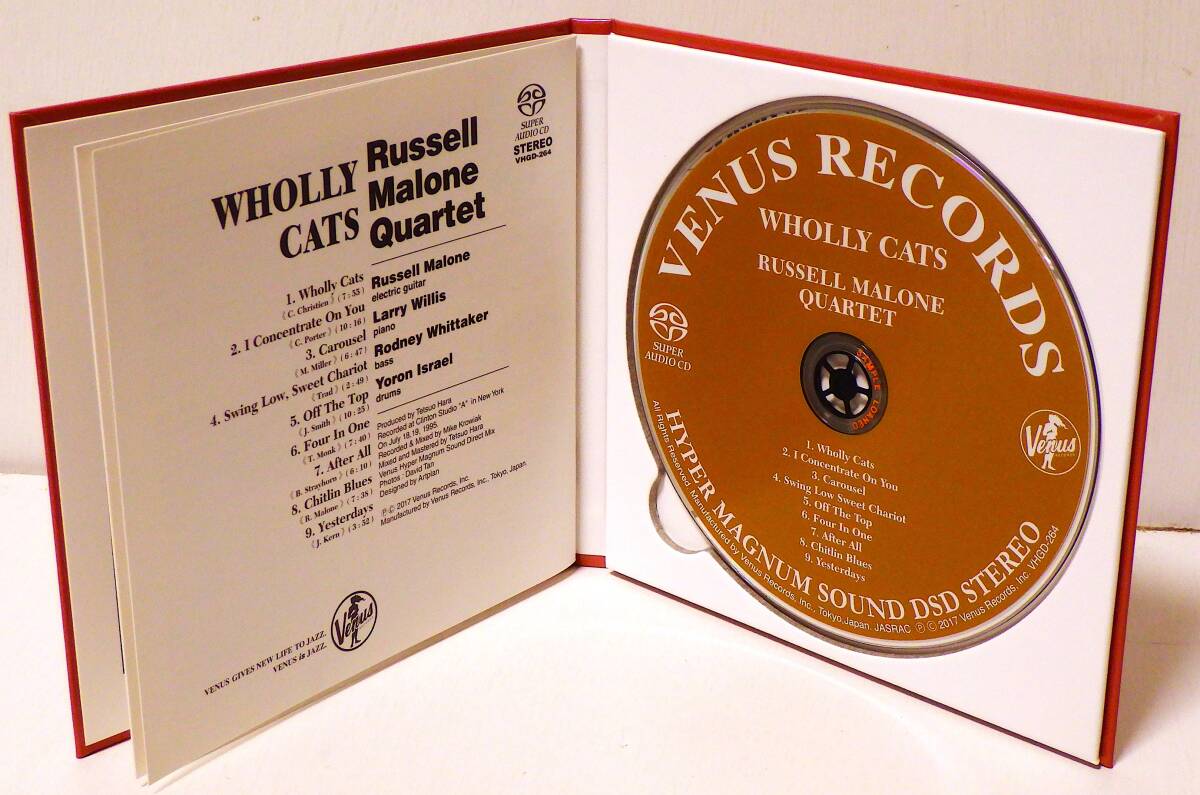 SUPER
AUDIO CD
STEREO
VHGD-264
WHOLLY
CATS
Russell
Malone
Quartet
1. Wholly Cats
(C. Christien) (7:55)
2. I Concentrate On You
(C. Porter) (10:16)
3. Carousel
(M. Miller) (6:47)
4. Swing Low, Sweet Chariot
(Trad) (2:49)
5. Off The Top
(J. Smith) (10:25)
6. Four In One
(T. Monk) (7:40)
7. After All
(B. Strayhorn) (6:10)
8. Chitlin Blues
(R. Malone) (7:38)
9. Yesterdays
(J. Kern) (3:52)
Russell Malone
electric guitar
Larry Willis
piano
Rodney Whittaker
bass
Yoron Israel
drums
Produced by Tetsuo Hara
Recorded at Clinton Studio "A" in New York
On July 18,19, 1995.
Recorded & Mixed by Mike Krowiak
Mixed and Mastered by Tetsuo Hara
Venus Hyper Magnum Sound Direct Mix
Photos : David Tan
Designed by Artplan
Ⓟ©2017 Venus Records, Inc.
Manufactured by Venus Records, Inc., Tokyo, Japan.
Venus
VENUS GIVES NEW LIFE TO JAZZ.
VENUS is JAZZ.
VENUS RECORDS
WHOLLY CATS
RUSSELL MALONE
QUARTET
SUPER
AUDIO CD
SAMPLE LOANED
Venus
RECORDS
1. Wholly Cats
2. I Concentrate On You
3. Carousel
4. Swing Low Sweet Chariot
5. Off The Top
6. Four In One
7. After All
8. Chitlin Blues
9. Yesterdays
HYPER MAGNUM SOUND DSD STEREO
All Rights Reserved. Manufactured by Venus Records, Inc., Tokyo,Japan. JASRAC Ⓟ© 2017 Venus Records, Inc. VHGD-264